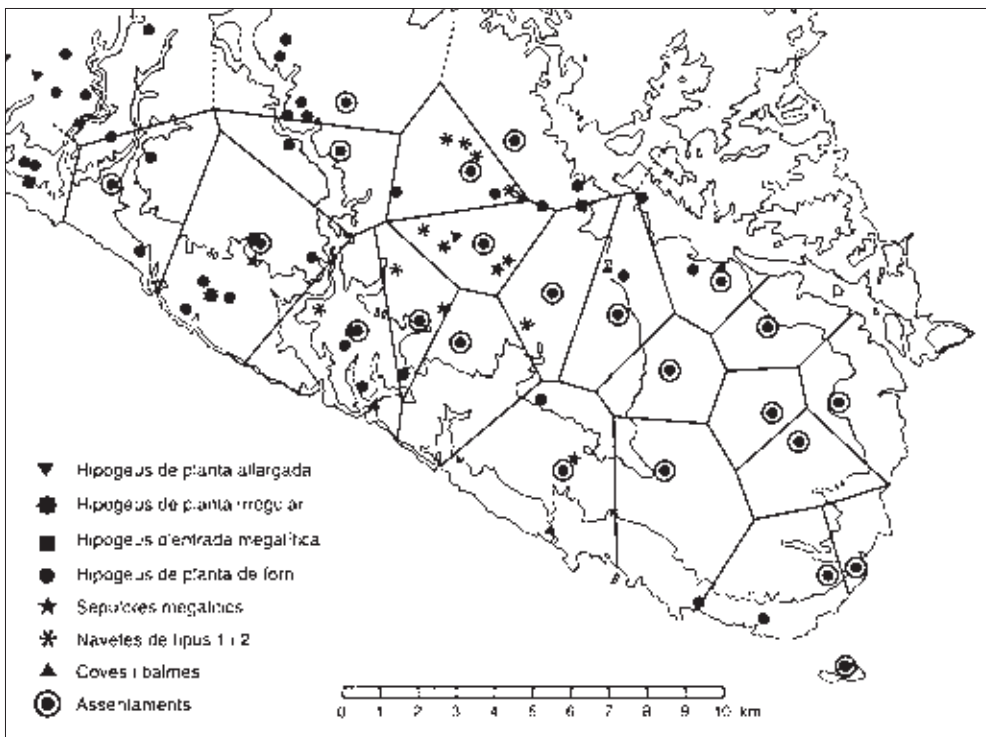 Hipogeus de planta allargada
Hipogeus de planta irregular
Hipogeus d'entrada megalítica
Hipogeus de planta de forn
Sepulcres megalítics
Navetes de tipus 1 i 2
Coves i balmes
Assentaments
0 1 2 3 4 5 6 7 8 9 10 km